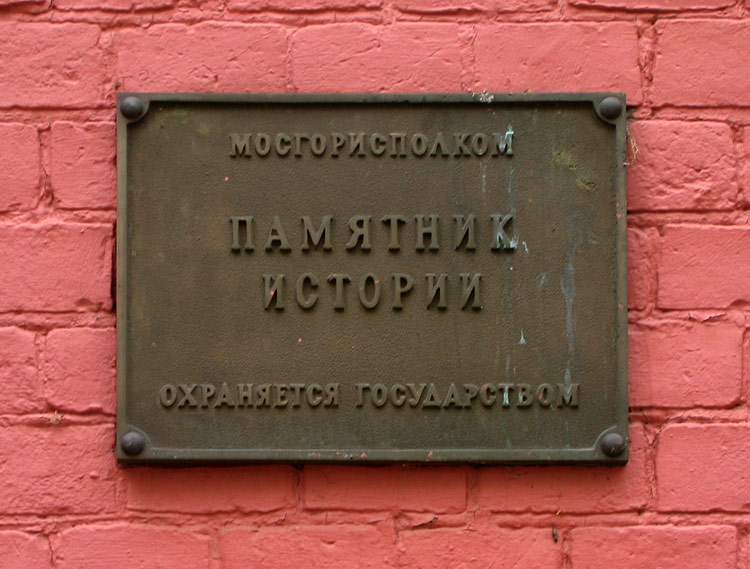 МОСГОРИСПОЛКОМ
ПАМЯТНИК
ИСТОРИИ
ОХРАНЯЕТСЯ ГОСУДАРСТВОМ